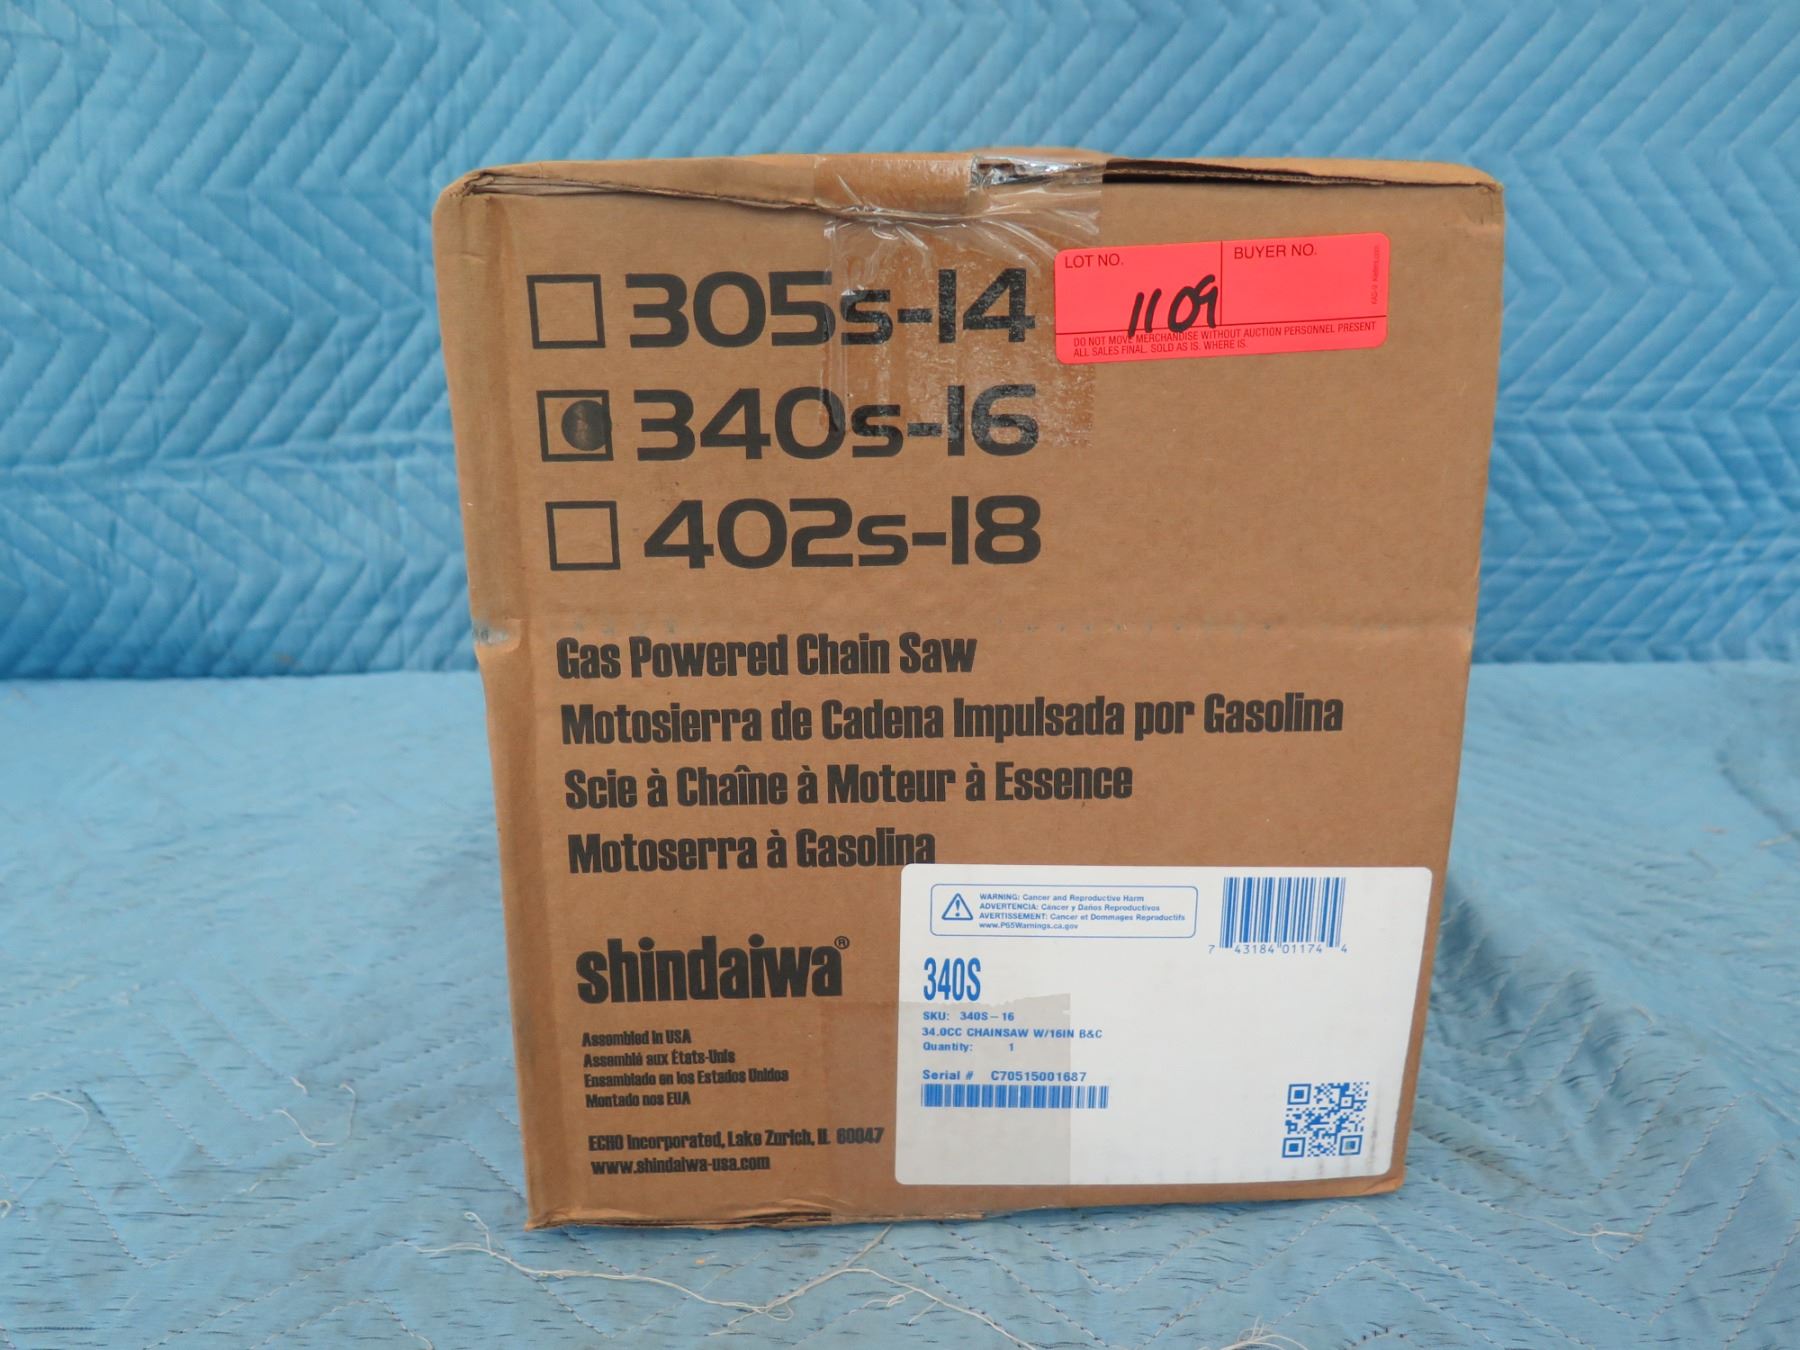 305s-14
LOT NO.
BUYER NO.
1109
DO NOT MOVE MERCHANDISE WITHOUT AUCTION PERSONNEL PRESENT
ALL SALES FINAL. SOLD AS IS. WHERE IS.
340s-16
402s-18
Gas Powered Chain Saw
Motosierra de Cadena Impulsada por Gasolina
Scie à Chaîne à Moteur à Essence
Motoserra à Gasolina
shindaiwa®
Assembled in USA
Assemblé aux États-Unis
Ensamblado en los Estados Unidos
Montado nos EUA
ECHO Incorporated, Lake Zurich, IL 60047
www.shindaiwa-usa.com
WARNING: Cancer and Reproductive Harm
ADVERTENCIA: Cáncer y Daños Reproductivos
AVERTISSEMENT: Cancer et Dommages Reproductifs
www.P65Warnings.ca.gov
7 43184 01174 4
340S
SKU: 340S-16
34.0CC CHAINSAW W/16IN B&C
Quantity: 1
Serial # C70515001687